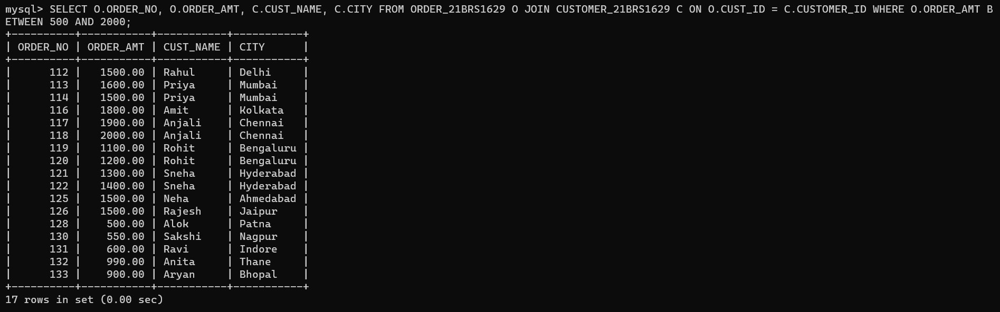 mysql> SELECT O.ORDER_NO, O.ORDER_AMT, C.CUST_NAME, C.CITY FROM ORDER_21BRS1629 O JOIN CUSTOMER_21BRS1629 C ON O.CUST_ID = C.CUSTOMER_ID WHERE O.ORDER_AMT B
ETWEEN 500 AND 2000;
+----------+-----------+-----------+-----------+
| ORDER_NO | ORDER_AMT | CUST_NAME | CITY      |
+----------+-----------+-----------+-----------+
|      112 |   1500.00 | Rahul     | Delhi     |
|      113 |   1600.00 | Priya     | Mumbai    |
|      114 |   1500.00 | Priya     | Mumbai    |
|      116 |   1800.00 | Amit      | Kolkata   |
|      117 |   1900.00 | Anjali    | Chennai   |
|      118 |   2000.00 | Anjali    | Chennai   |
|      119 |   1100.00 | Rohit     | Bengaluru |
|      120 |   1200.00 | Rohit     | Bengaluru |
|      121 |   1300.00 | Sneha     | Hyderabad |
|      122 |   1400.00 | Sneha     | Hyderabad |
|      125 |   1500.00 | Neha      | Ahmedabad |
|      126 |   1500.00 | Rajesh    | Jaipur    |
|      128 |    500.00 | Alok      | Patna     |
|      130 |    550.00 | Sakshi    | Nagpur    |
|      131 |    600.00 | Ravi      | Indore    |
|      132 |    990.00 | Anita     | Thane     |
|      133 |    900.00 | Aryan     | Bhopal    |
+----------+-----------+-----------+-----------+
17 rows in set (0.00 sec)